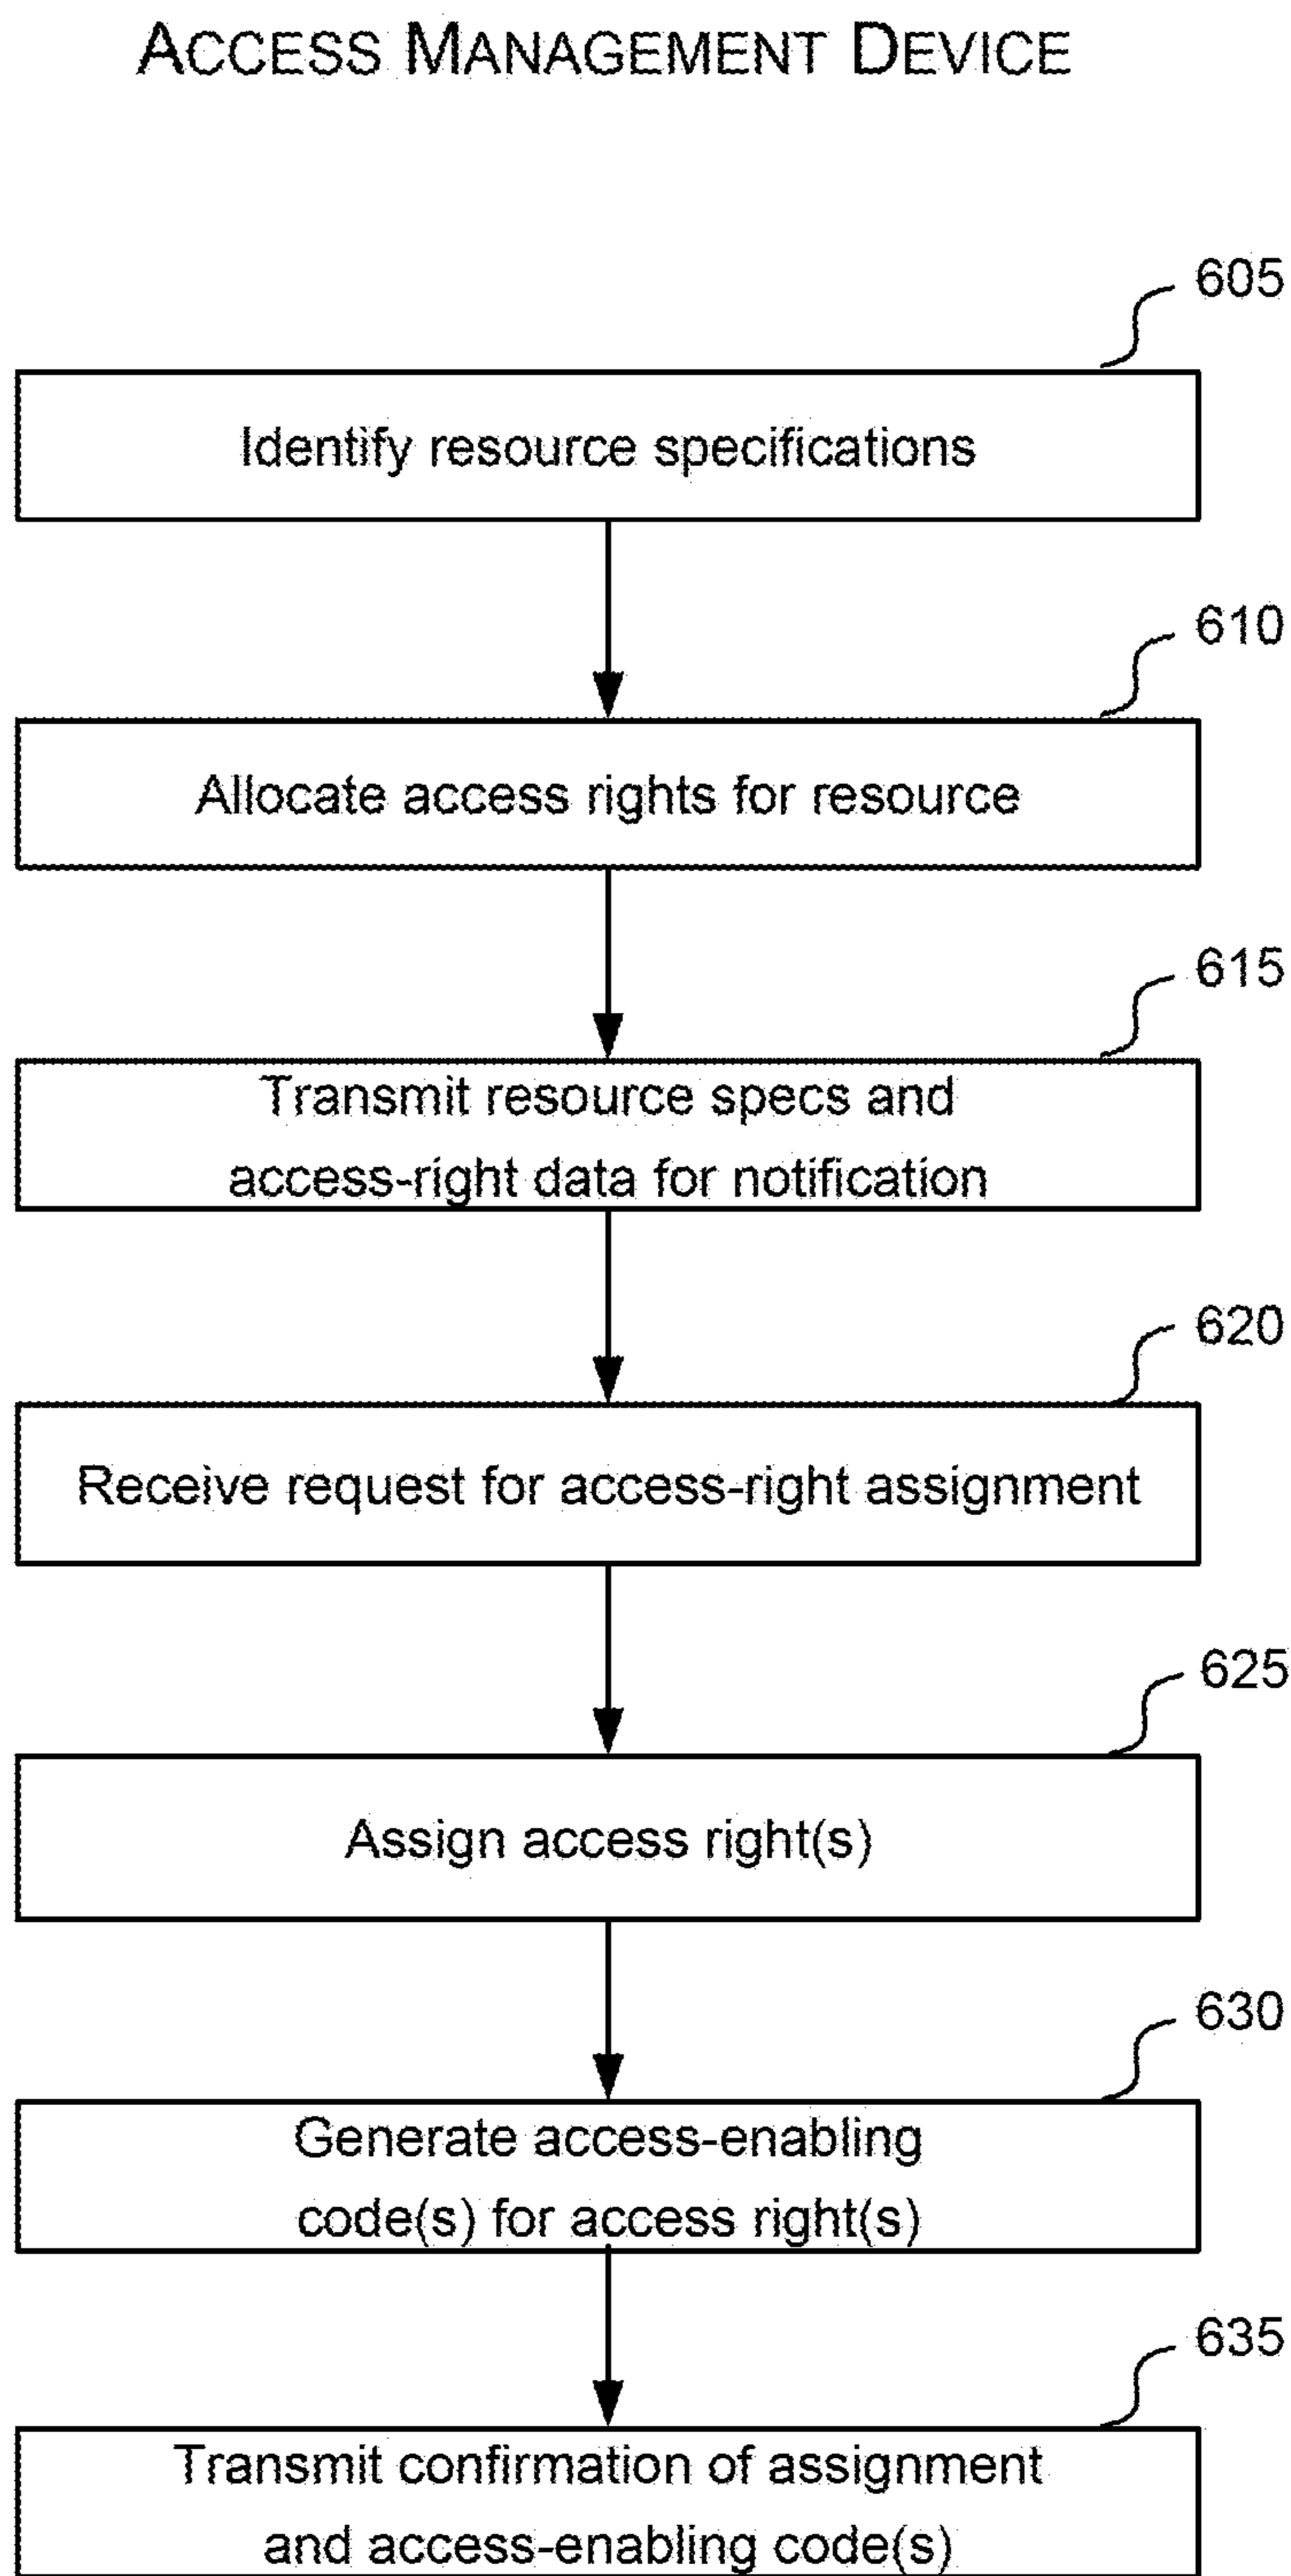 ACCESS MANAGEMENT DEVICE
605
Identify resource specifications
610
Allocate access rights for resource
615
Transmit resource specs and
access-right data for notification
620
Receive request for access-right assignment
625
Assign access right(s)
630
Generate access-enabling
code(s) for access right(s)
635
Transmit confirmation of assignment
and access-enabling code(s)